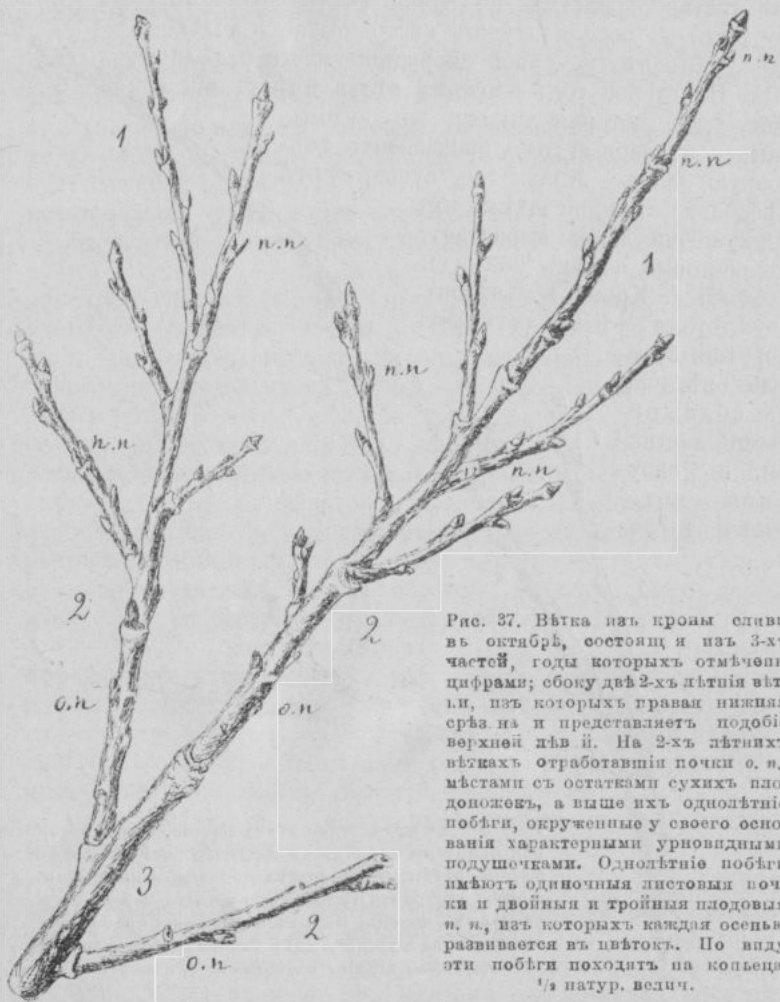 1
п.п
п.п
п.п
1
п.п
п.п
п.п
2
2
о.п
о.п
3
2
о.п
Рис. 37. Вѣтка изъ кроны сливы
въ октябрѣ, состоящ я изъ 3-хъ
частей, годы которыхъ отмѣчены
цифрами; сбоку двѣ 2-хъ лѣтнія вѣт
ки, изъ которыхъ правая нижняя
срѣз на и представляетъ подобіе
верхней лѣв й. На 2-хъ лѣтнихъ
вѣткахъ отработавшія почки о. п,
мѣстами съ остатками сухихъ пло
доножекъ, а выше ихъ однолѣтніе
побѣги, окруженные у своего осно
ванія характерными урновидными
подушечками. Однолѣтніе побѣги
имѣютъ одиночныя листовыя поч
ки и двойныя и тройныя плодовыя
п. п., изъ которыхъ каждая осенью
развивается въ цвѣтокъ. По виду
эти побѣги походятъ на копьеца.
½ натур. велич.